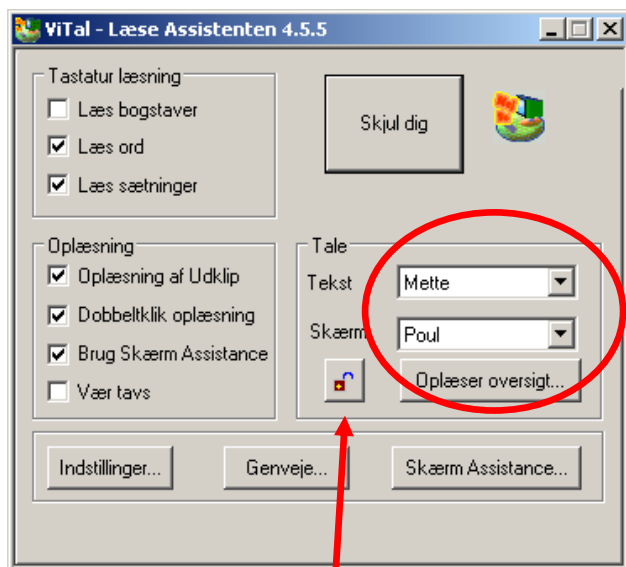 ViTal - Læse Assistenten 4.5.5
Tastatur læsning
Læs bogstaver
Læs ord
Læs sætninger
Skjul dig
Oplæsning
Oplæsning af Udklip
Dobbeltklik oplæsning
Brug Skærm Assistance
Vær tavs
Tale
Tekst Mette
Skærm Poul
Oplæser oversigt...
Indstillinger... Genveje... Skærm Assistance...